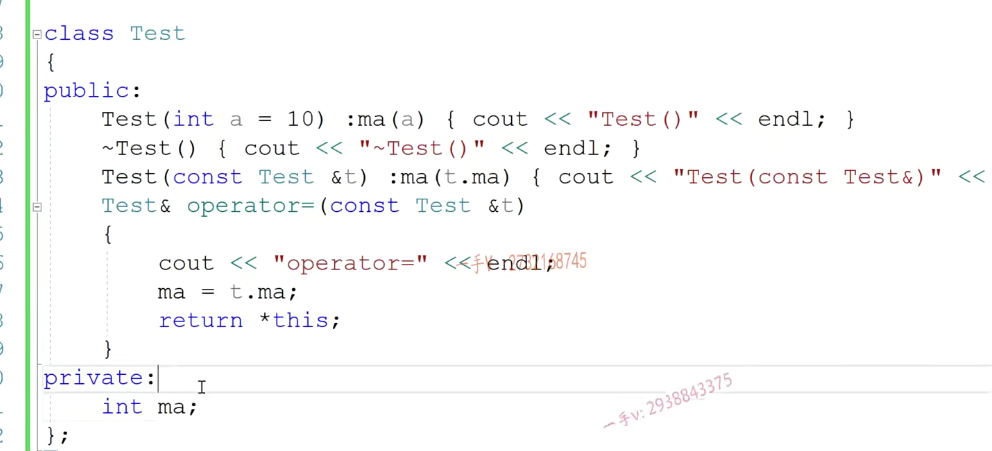 class Test
{
public:
Test(int a = 10) :ma(a) { cout << "Test()" << endl; }
~Test() { cout << "~Test()" << endl; }
Test(const Test &t) :ma(t.ma) { cout << "Test(const Test&)" <<
Test& operator=(const Test &t)
{
cout << "operator=" << endl;
ma = t.ma;
return *this;
}
private:
int ma;
};
一手v: 2938843375